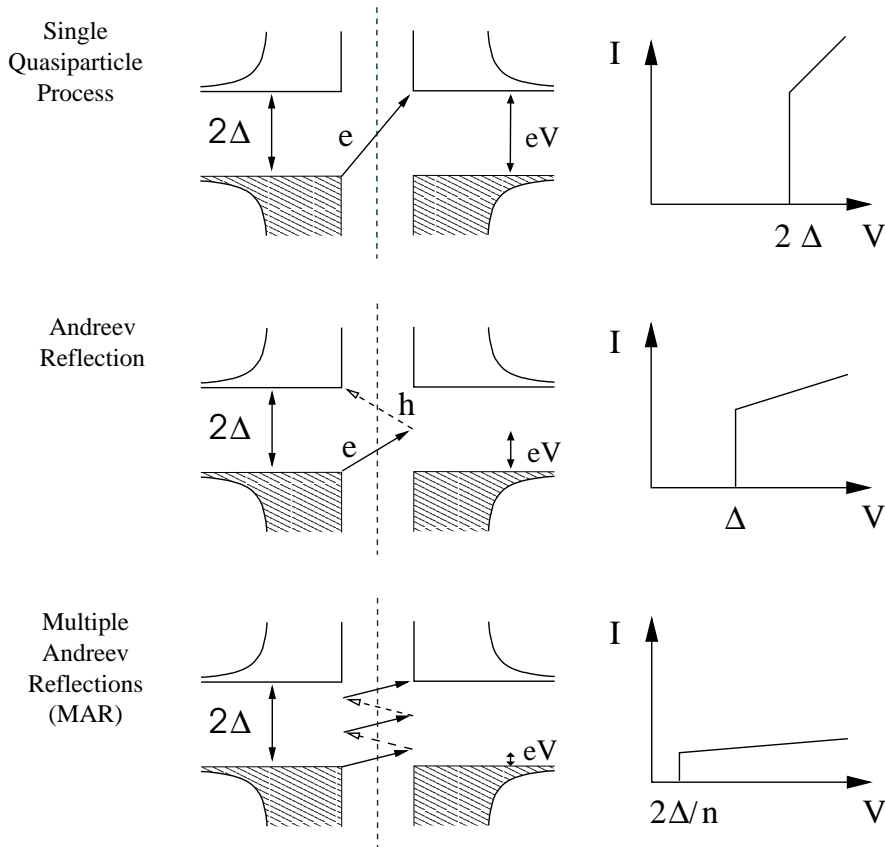 Single
Quasiparticle
Process
2Δ
e
eV
I
2 Δ
V
Andreev
Reflection
2Δ
e
h
eV
I
Δ
V
Multiple
Andreev
Reflections
(MAR)
2Δ
eV
I
2Δ/n
V